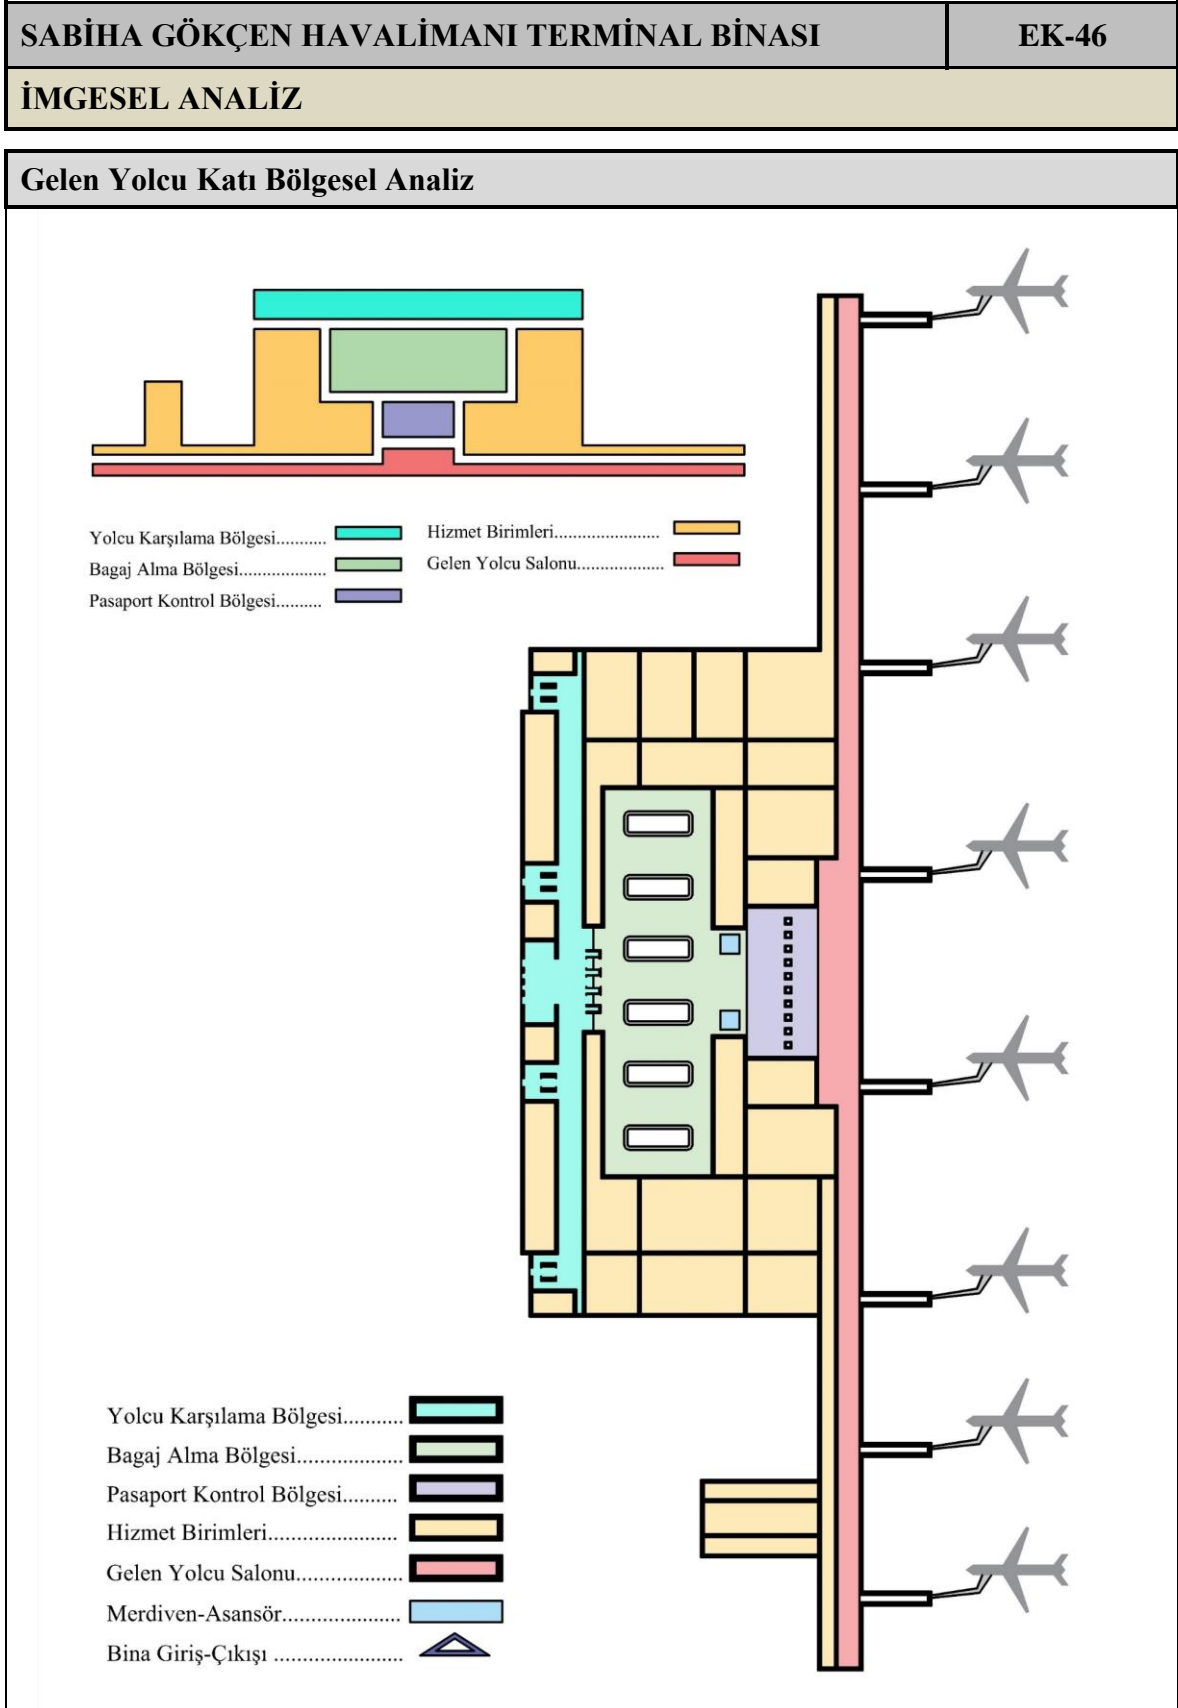 SABİHA GÖKÇEN HAVALİMANI TERMİNAL BİNASI EK-46
İMGESEL ANALİZ
Gelen Yolcu Katı Bölgesel Analiz
Yolcu Karşılama Bölgesi...........
Bagaj Alma Bölgesi...................
Pasaport Kontrol Bölgesi..........
Hizmet Birimleri.......................
Gelen Yolcu Salonu...................
Yolcu Karşılama Bölgesi...........
Bagaj Alma Bölgesi...................
Pasaport Kontrol Bölgesi..........
Hizmet Birimleri.......................
Gelen Yolcu Salonu...................
Merdiven-Asansör.....................
Bina Giriş-Çıkışı .......................